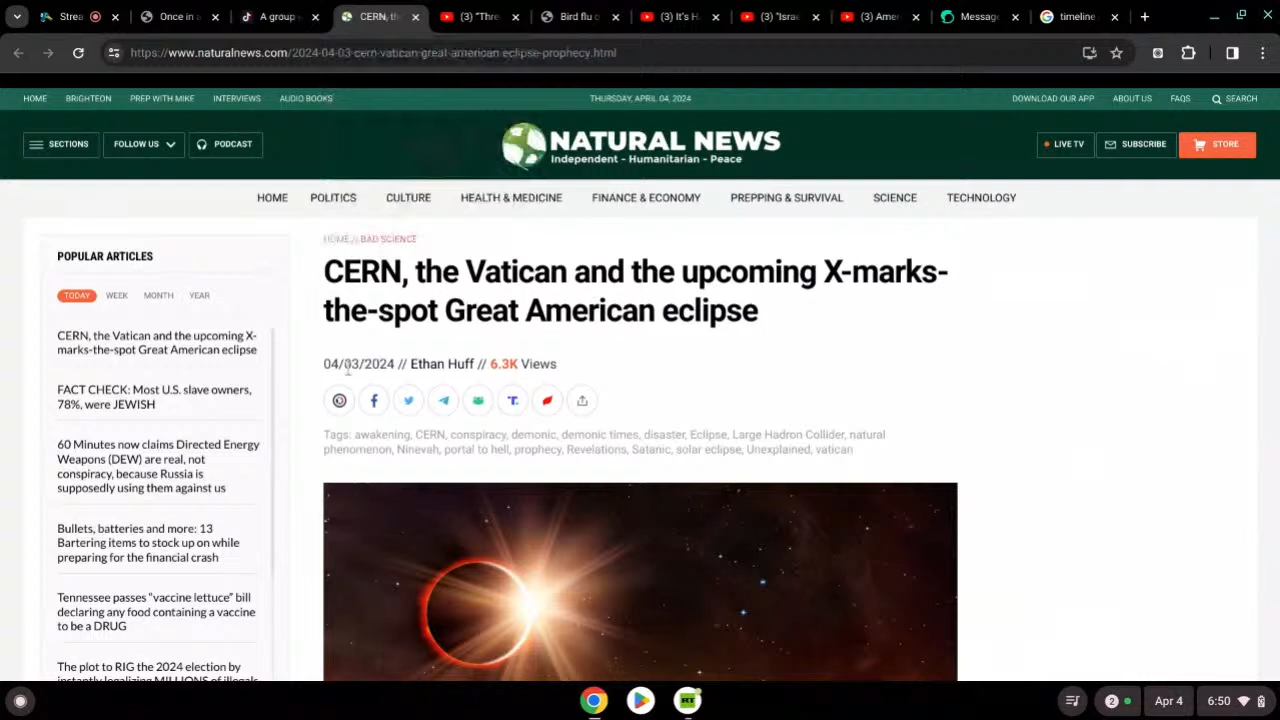 Strea
Once in a
A group
CERN, the
(3) "Thre
Bird flu o
(3) It's H
(3) "Israe
(3) Amer
Message
timeline
https://www.naturalnews.com/2024-04-03-cern-vatican-great-american-eclipse-prophecy.html
HOME BRIGHTEON PREP WITH MIKE INTERVIEWS AUDIO BOOKS THURSDAY, APRIL 04, 2024 DOWNLOAD OUR APP ABOUT US FAQS SEARCH
SECTIONS FOLLOW US PODCAST NATURAL NEWS LIVE TV SUBSCRIBE STORE
Independent - Humanitarian - Peace
HOME POLITICS CULTURE HEALTH & MEDICINE FINANCE & ECONOMY PREPPING & SURVIVAL SCIENCE TECHNOLOGY
POPULAR ARTICLES
TODAY WEEK MONTH YEAR
CERN, the Vatican and the upcoming X-
marks-the-spot Great American eclipse
FACT CHECK: Most U.S. slave owners,
78%, were JEWISH
60 Minutes now claims Directed Energy
Weapons (DEW) are real, not
conspiracy, because Russia is
supposedly using them against us
Bullets, batteries and more: 13
Bartering items to stock up on while
preparing for the financial crash
Tennessee passes "vaccine lettuce" bill
declaring any food containing a vaccine
to be a DRUG
The plot to RIG the 2024 election by
instantly legalizing MILLIONS of illegals
HOME // BAD SCIENCE
CERN, the Vatican and the upcoming X-marks-
the-spot Great American eclipse
04/03/2024 // Ethan Huff // 6.3K Views
Tags: awakening, CERN, conspiracy, demonic, demonic times, disaster, Eclipse, Large Hadron Collider, natural
phenomenon, Ninevah, portal to hell, prophecy, Revelations, Satanic, solar eclipse, Unexplained, vatican
RT
2 Apr 4 6:50